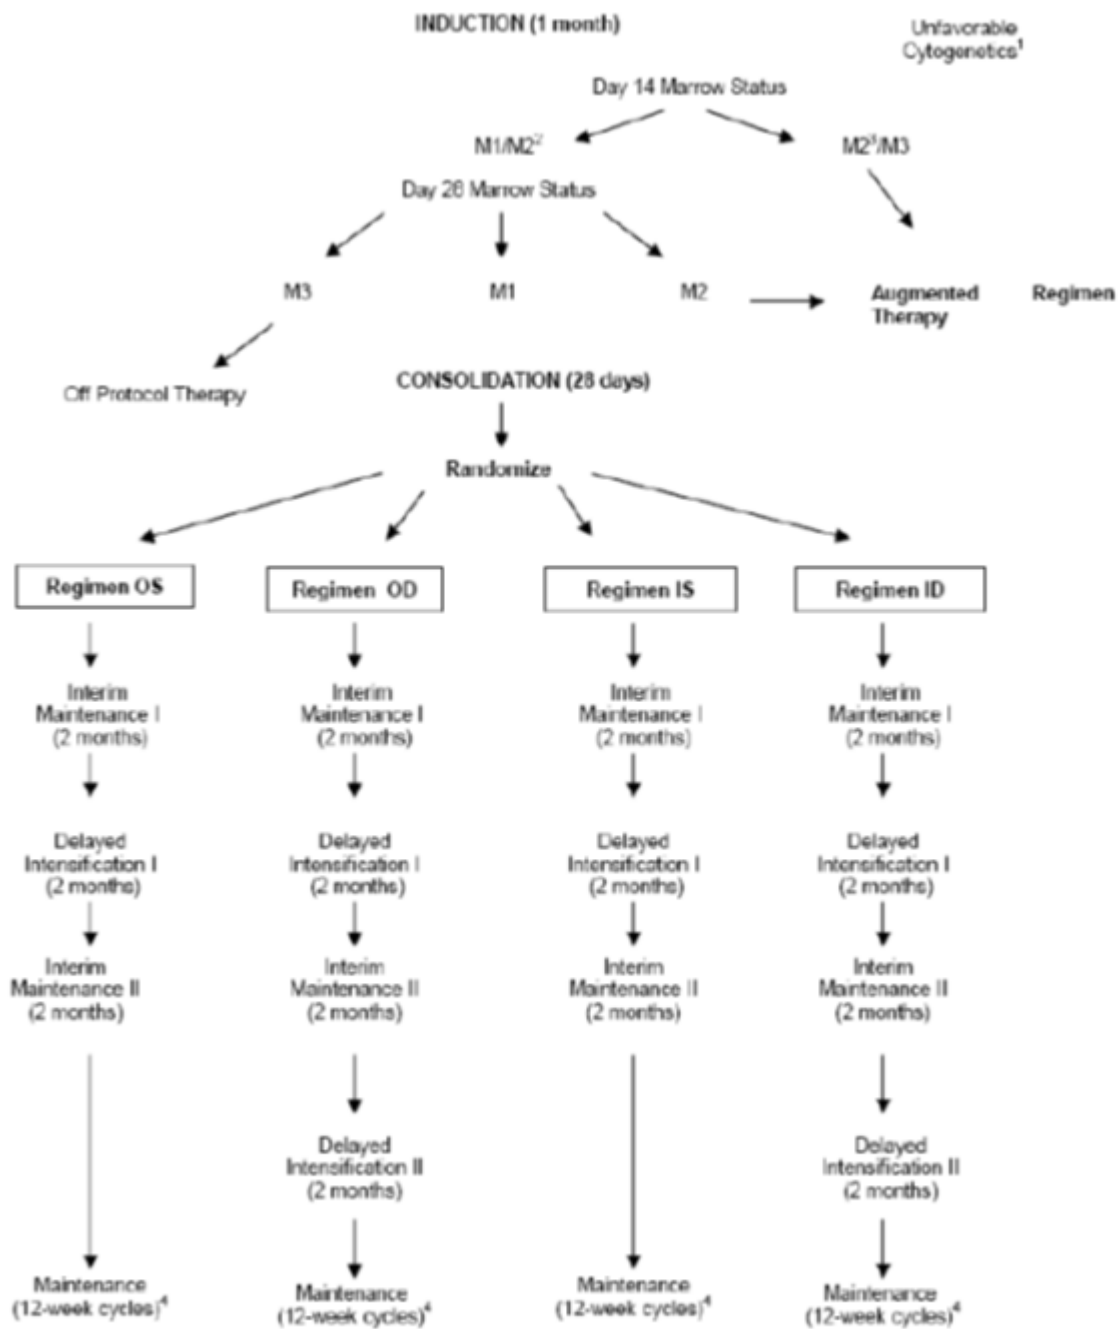 INDUCTION (1 month)
Unfavorable
Cytogenetics¹
Day 14 Marrow Status
M1/M2²
M2³/M3
Day 28 Marrow Status
M3
M1
M2
Augmented Regimen
Therapy
Off Protocol Therapy
CONSOLIDATION (28 days)
Randomize
Regimen OS
Regimen OD
Regimen IS
Regimen ID
Interim
Maintenance I
(2 months)
Interim
Maintenance I
(2 months)
Interim
Maintenance I
(2 months)
Interim
Maintenance I
(2 months)
Delayed
Intensification I
(2 months)
Delayed
Intensification I
(2 months)
Delayed
Intensification I
(2 months)
Delayed
Intensification I
(2 months)
Interim
Maintenance II
(2 months)
Interim
Maintenance II
(2 months)
Interim
Maintenance II
(2 months)
Interim
Maintenance II
(2 months)
Delayed
Intensification II
(2 months)
Delayed
Intensification II
(2 months)
Maintenance
(12-week cycles)⁴
Maintenance
(12-week cycles)⁴
Maintenance
(12-week cycles)⁴
Maintenance
(12-week cycles)⁴